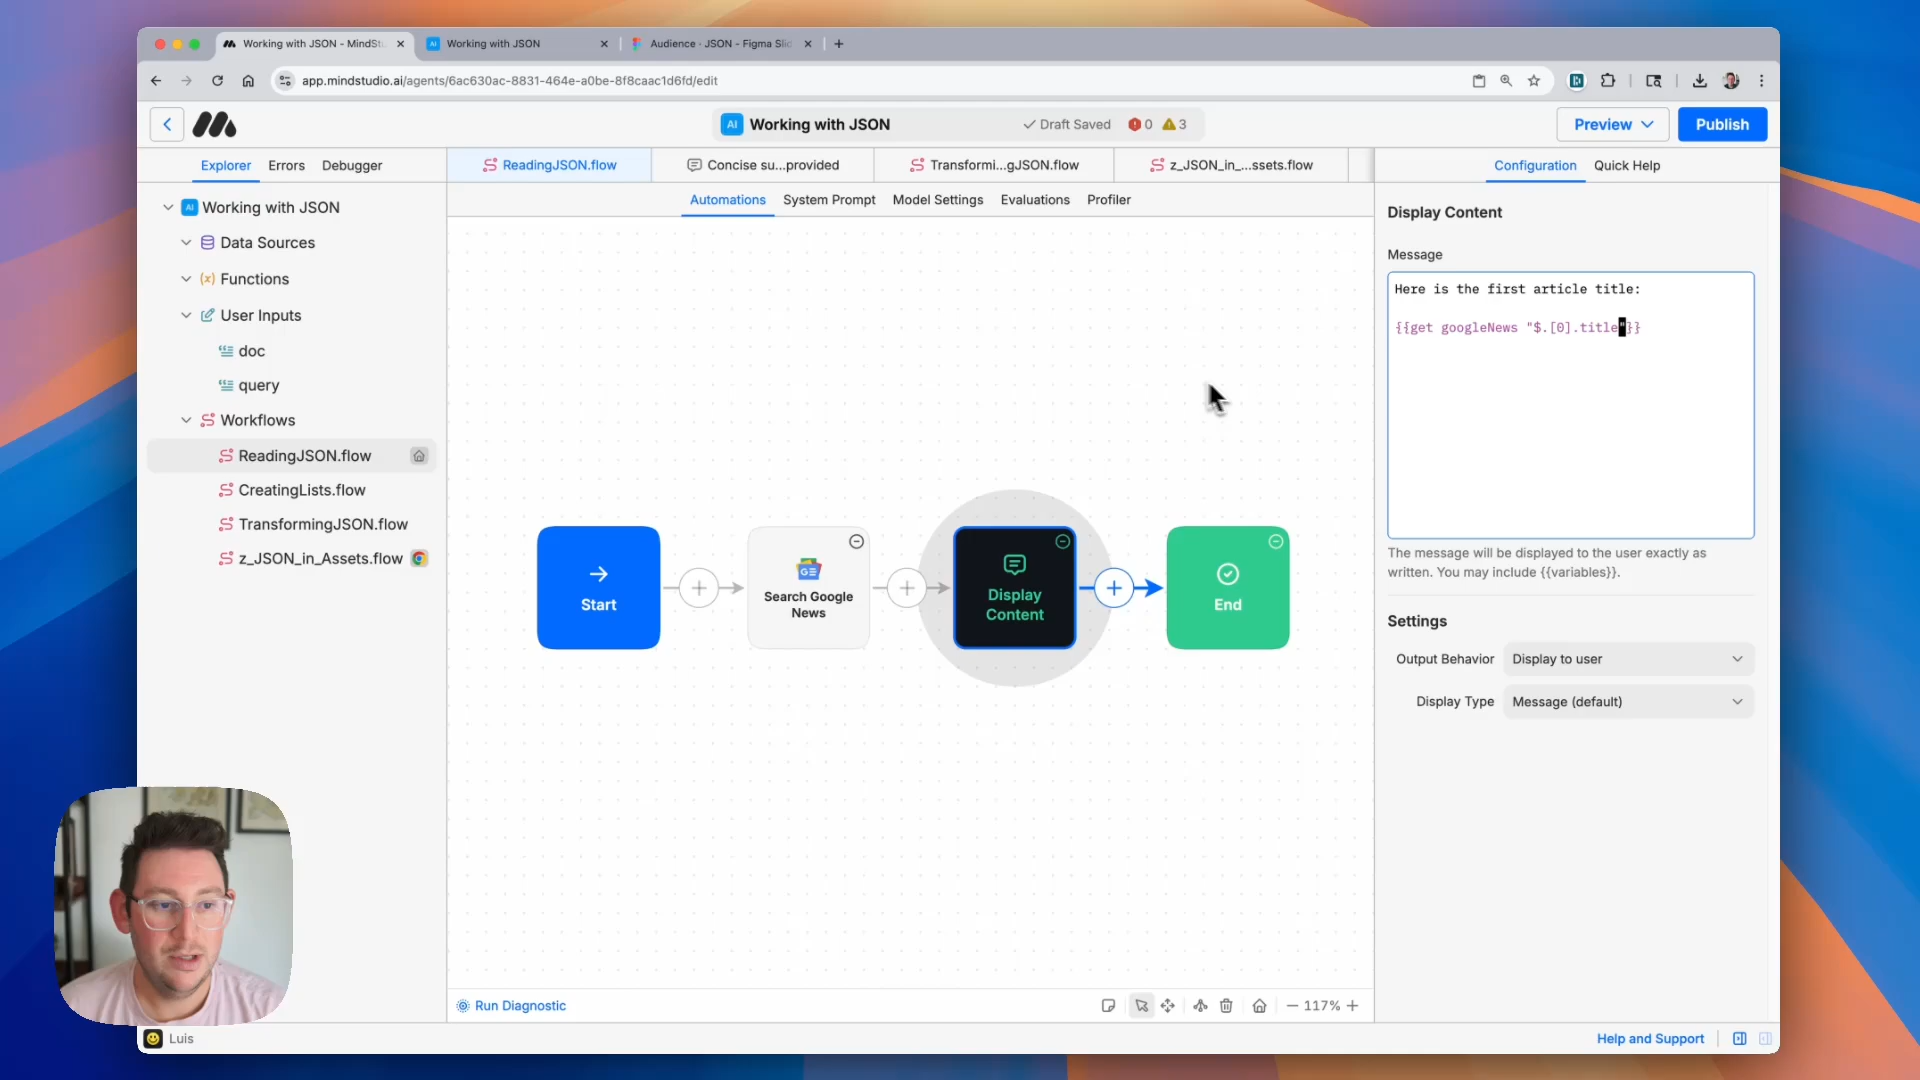 Working with JSON - MindStu
Working with JSON
Audience - JSON - Figma Slid
app.mindstudio.ai/agents/6ac630ac-8831-464e-a0be-8f8caac1d6fd/edit
AI
Working with JSON
Draft Saved
0
3
Preview
Publish
Explorer
Errors
Debugger
ReadingJSON.flow
Concise su...provided
Transformi...gJSON.flow
z_JSON_in_...ssets.flow
Configuration
Quick Help
Automations
System Prompt
Model Settings
Evaluations
Profiler
AI
Working with JSON
Data Sources
Functions
User Inputs
doc
query
Workflows
ReadingJSON.flow
CreatingLists.flow
TransformingJSON.flow
z_JSON_in_Assets.flow
Start
Search Google
News
Display
Content
End
Display Content
Message
Here is the first article title:
{{get googleNews "$.[0].title"}}
The message will be displayed to the user exactly as
written. You may include {{variables}}.
Settings
Output Behavior
Display to user
Display Type
Message (default)
Run Diagnostic
117%
Luis
Help and Support